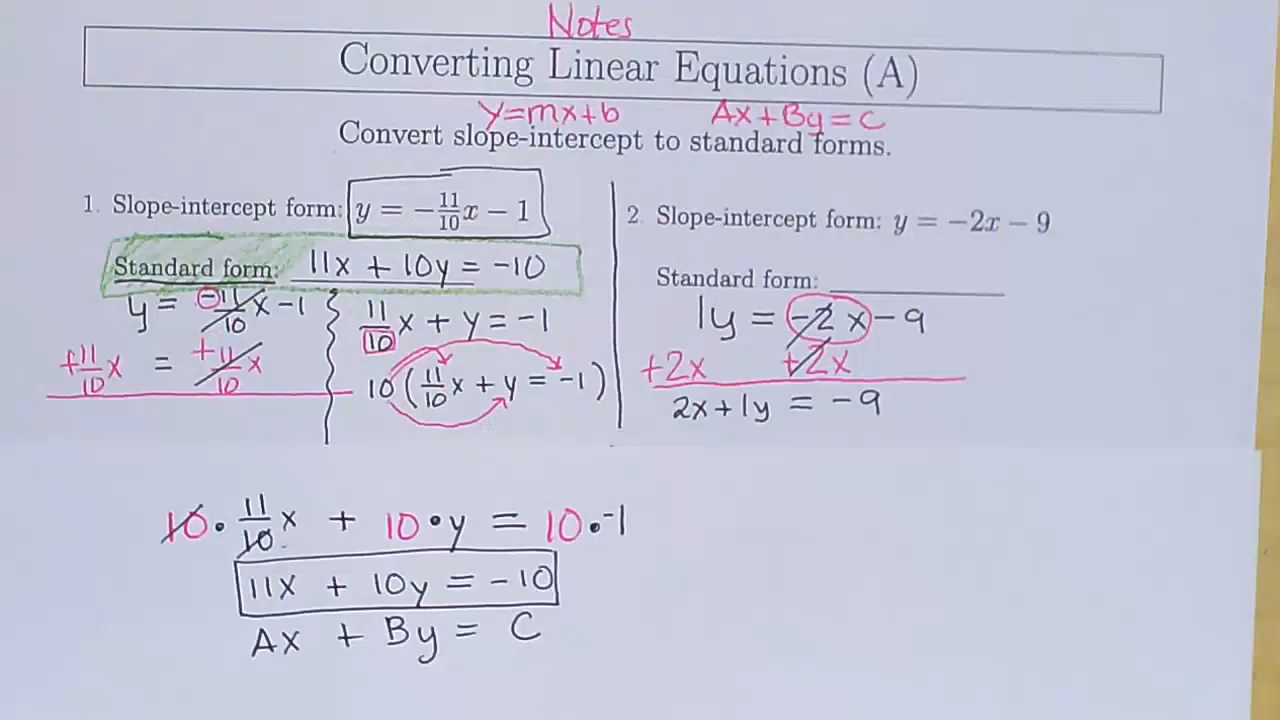 Notes
Converting Linear Equations (A)
y=mx+b Ax+By=C
Convert slope-intercept to standard forms.
1. Slope-intercept form: y = -11/10x - 1
Standard form: 11x + 10y = -10
y = -11/10x -1
+11/10x = +11/10x
11/10x + y = -1
10(11/10x + y = -1)
10·11/10x + 10·y = 10·-1
11x + 10y = -10
Ax + By = C
2. Slope-intercept form: y = -2x - 9
Standard form:
1y = -2x - 9
+2x +2x
2x+1y = -9